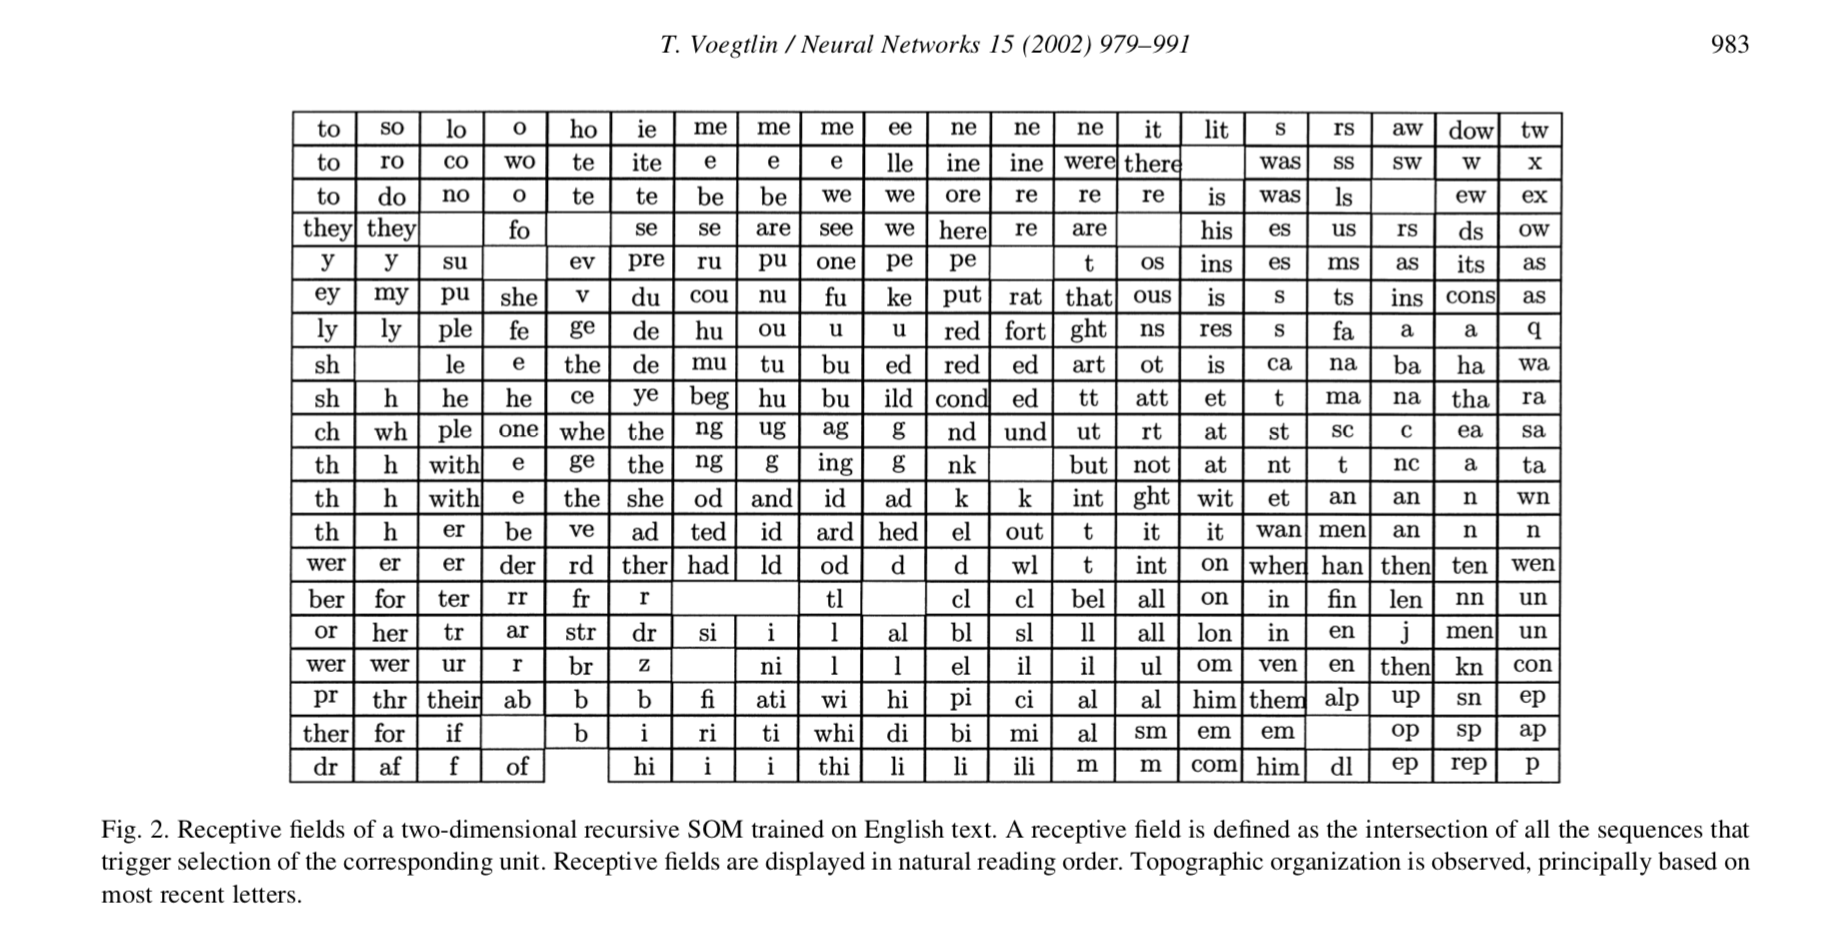 T. Voegtlin / Neural Networks 15 (2002) 979–991 983
to so lo o ho ie me me me ee ne ne ne it lit s rs aw dow tw
to ro co wo te ite e e e lle ine ine were there was ss sw w x
to do no o te te be be we we ore re re re is was ls ew ex
they they fo se se are see we here re are his es us rs ds ow
y y su ev pre ru pu one pe pe t os ins es ms as its as
ey my pu she v du cou nu fu ke put rat that ous is s ts ins cons as
ly ly ple fe ge de hu ou u u red fort ght ns res s fa a a q
sh le e the de mu tu bu ed red ed art ot is ca na ba ha wa
sh h he he ce ye beg hu bu ild cond ed tt att et t ma na tha ra
ch wh ple one whe the ng ug ag g nd und ut rt at st sc c ea sa
th h with e ge the ng g ing g nk but not at nt t nc a ta
th h with e the she od and id ad k k int ght wit et an an n wn
th h er be ve ad ted id ard hed el out t it it wan men an n n
wer er er der rd ther had ld od d d wl t int on when han then ten wen
ber for ter rr fr r tl cl cl bel all on in fin len nn un
or her tr ar str dr si i l al bl sl ll all lon in en j men un
wer wer ur r br z ni l l el il il ul om ven en then kn con
pr thr their ab b b fi ati wi hi pi ci al al him them alp up sn ep
ther for if b i ri ti whi di bi mi al sm em em op sp ap
dr af f of hi i i thi li li ili m m com him dl ep rep p
Fig. 2. Receptive fields of a two-dimensional recursive SOM trained on English text. A receptive field is defined as the intersection of all the sequences that
trigger selection of the corresponding unit. Receptive fields are displayed in natural reading order. Topographic organization is observed, principally based on
most recent letters.